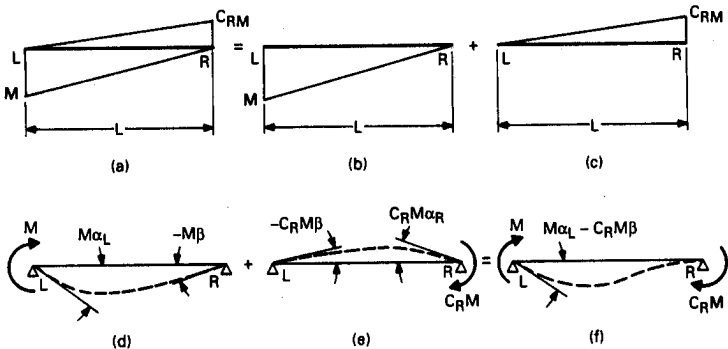 C_RM
L
R
M
L
(a)
=
L
R
M
L
(b)
+
L
R
C_RM
L
(c)
M
Mα_L
−Mβ
L
R
(d)
+
−C_RMβ
C_RMα_R
L
R
C_RM
(e)
=
M
Mα_L − C_RMβ
L
R
C_RM
(f)